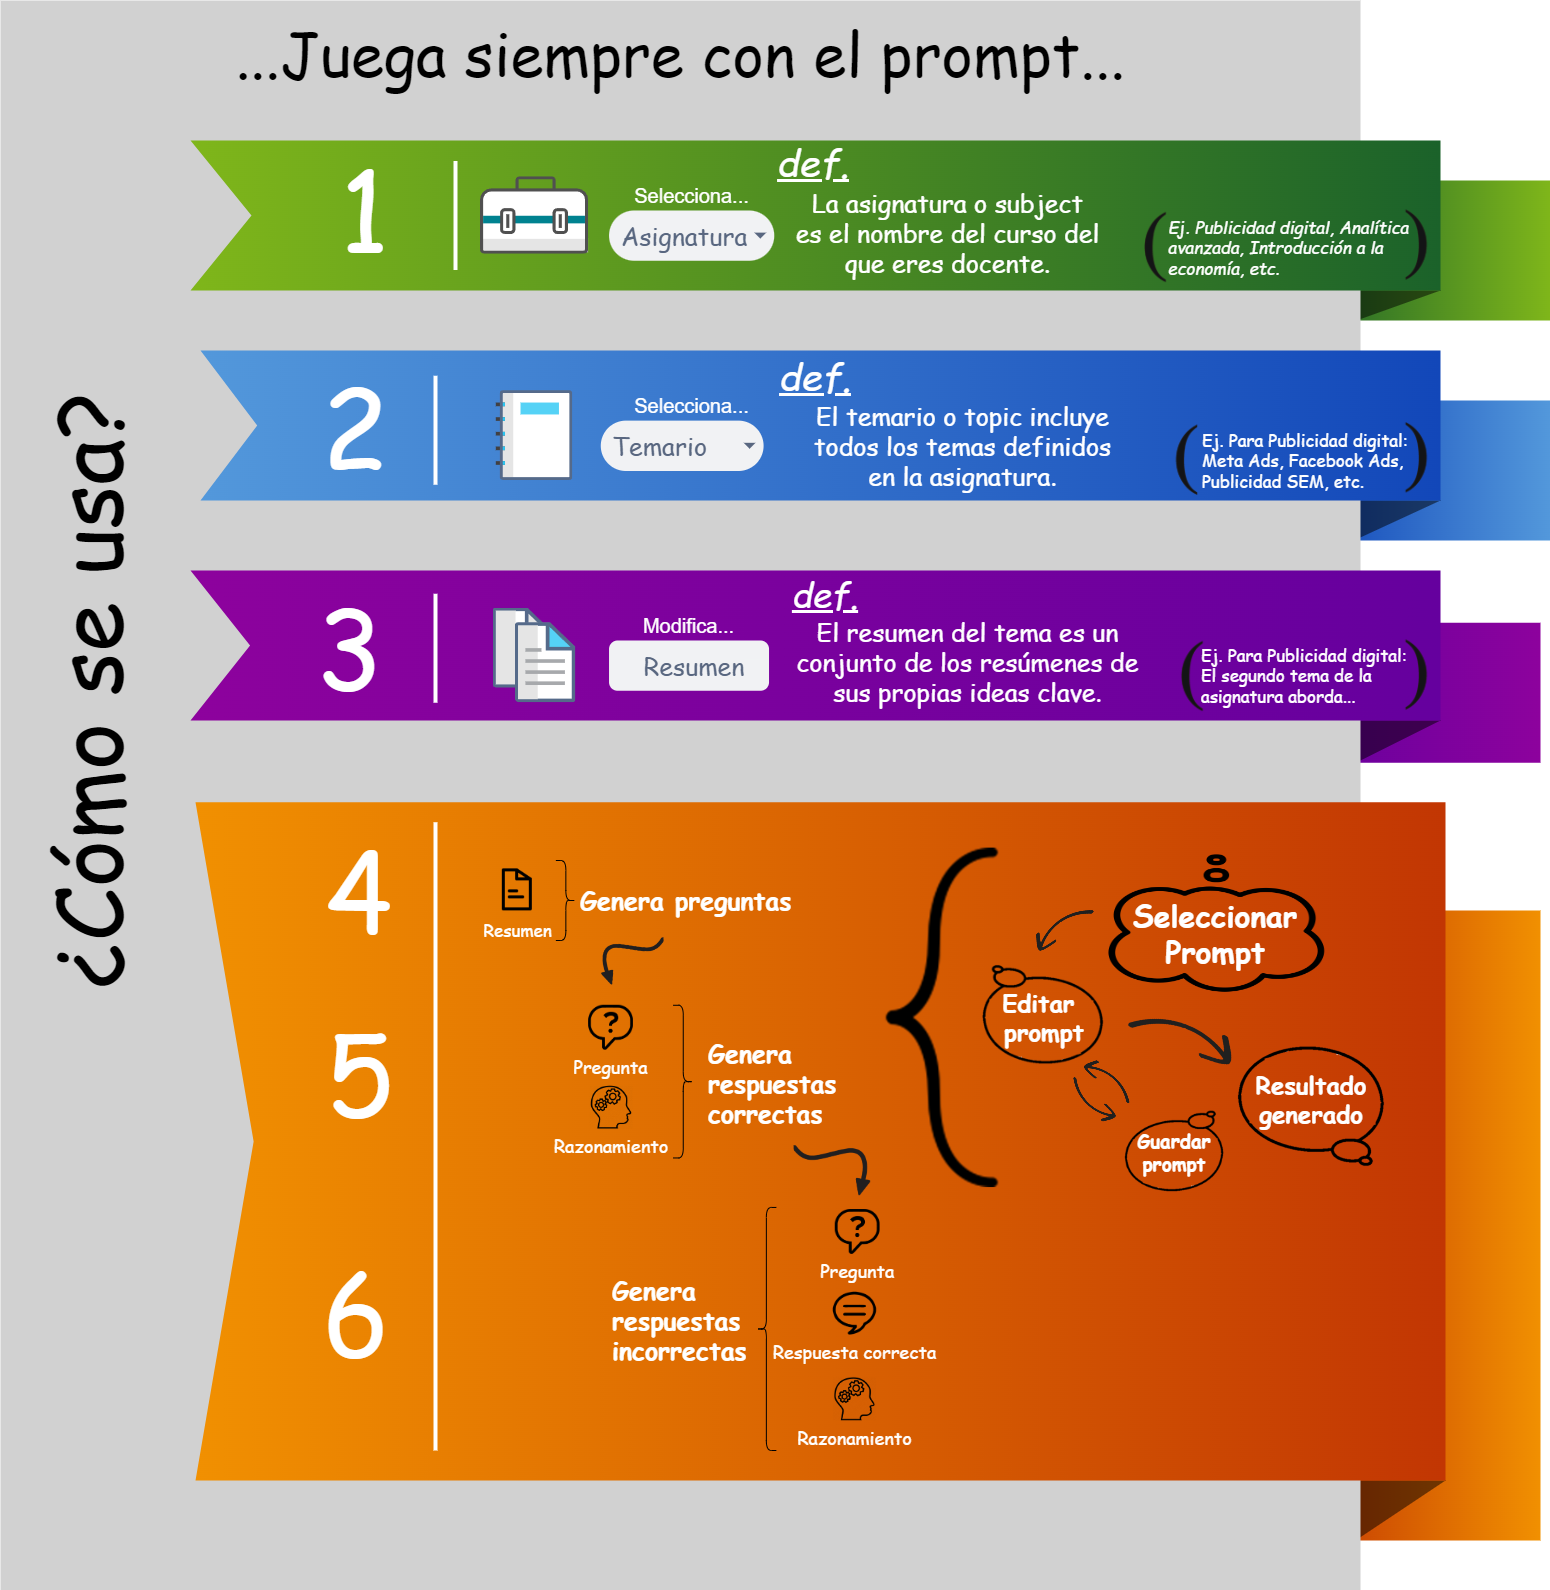 ...Juega siempre con el prompt...
¿Cómo se usa?
1
Selecciona...
Asignatura
def.
La asignatura o subject
es el nombre del curso del
que eres docente.
(Ej. Publicidad digital, Analítica
avanzada, Introducción a la
economía, etc.)
2
Selecciona...
Temario
def.
El temario o topic incluye
todos los temas definidos
en la asignatura.
(Ej. Para Publicidad digital:
Meta Ads, Facebook Ads,
Publicidad SEM, etc.)
3
Modifica...
Resumen
def.
El resumen del tema es un
conjunto de los resúmenes de
sus propias ideas clave.
(Ej. Para Publicidad digital:
El segundo tema de la
asignatura aborda...)
4
Resumen
Genera preguntas
5
?
Pregunta
Razonamiento
Genera
respuestas
correctas
6
Genera
respuestas
incorrectas
?
Pregunta
Respuesta correcta
Razonamiento
Seleccionar
Prompt
Editar
prompt
Guardar
prompt
Resultado
generado